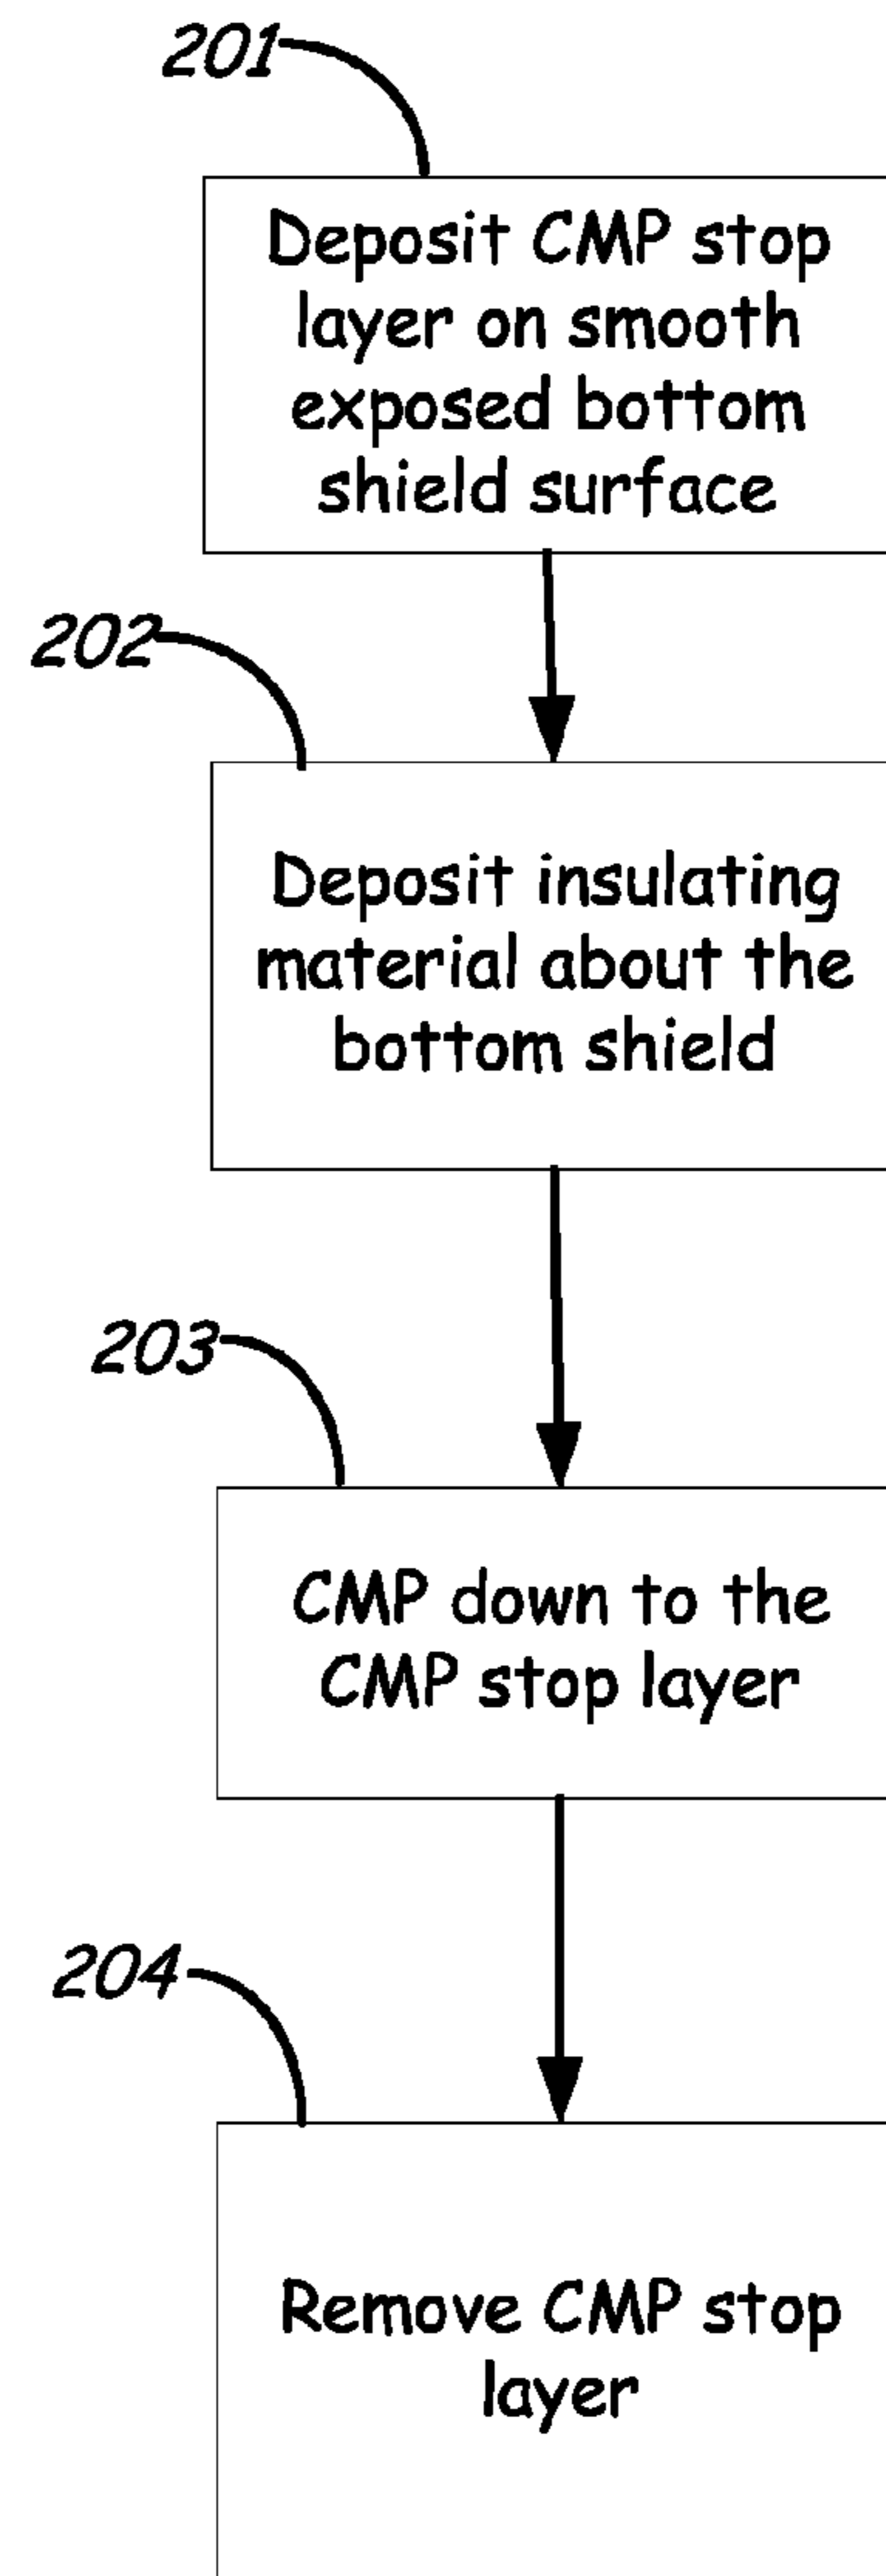 201
Deposit CMP stop
layer on smooth
exposed bottom
shield surface
202
Deposit insulating
material about the
bottom shield
203
CMP down to the
CMP stop layer
204
Remove CMP stop
layer